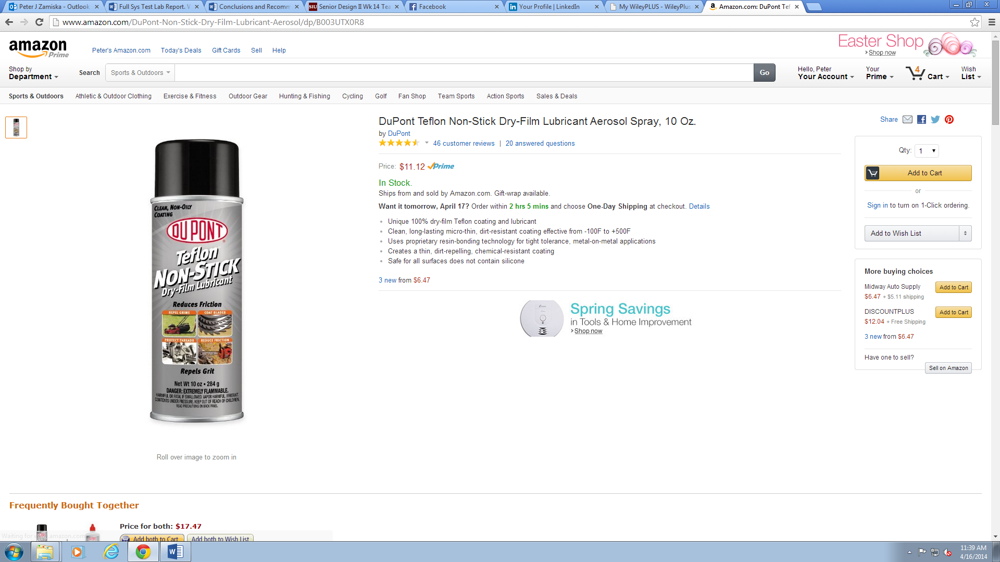 Peter J Zamiska - Outlook
Full Sys Test Lab Report. V
Conclusions and Recomm
SIU Senior Design II Wk 14 Tea
Facebook
Your Profile | LinkedIn
My WileyPLUS - WileyPlus
Amazon.com: DuPont Tef
www.amazon.com/DuPont-Non-Stick-Dry-Film-Lubricant-Aerosol/dp/B003UTX0R8
amazon Prime
Peter's Amazon.com Today's Deals Gift Cards Sell Help
Easter Shop
Shop now
Shop by
Department
Search Sports & Outdoors Go
Hello, Peter
Your Account
Your
Prime
4 Cart
Wish
List
Sports & Outdoors Athletic & Outdoor Clothing Exercise & Fitness Outdoor Gear Hunting & Fishing Cycling Golf Fan Shop Team Sports Action Sports Sales & Deals
CLEAN, NON-OILY
COATING
DU PONT
Teflon
NON-STICK
Dry-Film Lubricant
Reduces Friction
REPEL GRIME COAT BLADES
PROTECT THREADS REDUCE FRICTION
Repels Grit
Net Wt 10 oz • 284 g
DANGER: EXTREMELY FLAMMABLE.
HARMFUL OR FATAL IF SWALLOWED. VAPOR HARMFUL. IRRITANT.
CONTENTS UNDER PRESSURE. KEEP OUT OF REACH OF CHILDREN.
READ PRECAUTIONS ON BACK PANEL.
Roll over image to zoom in
DuPont Teflon Non-Stick Dry-Film Lubricant Aerosol Spray, 10 Oz.
by DuPont
46 customer reviews | 20 answered questions
Price: $11.12 Prime
In Stock.
Ships from and sold by Amazon.com. Gift-wrap available.
Want it tomorrow, April 17? Order within 2 hrs 5 mins and choose One-Day Shipping at checkout. Details
Unique 100% dry-film Teflon coating and lubricant
Clean, long-lasting micro-thin, dirt-resistant coating effective from -100F to +500F
Uses proprietary resin-bonding technology for tight tolerance, metal-on-metal applications
Creates a thin, dirt-repelling, chemical-resistant coating
Safe for all surfaces does not contain silicone
3 new from $6.47
Spring Savings
in Tools & Home Improvement
Shop now
Share
Qty: 1
Add to Cart
or
Sign in to turn on 1-Click ordering.
Add to Wish List
More buying choices
Midway Auto Supply Add to Cart
$6.47 + $5.11 shipping
DISCOUNTPLUS Add to Cart
$12.04 + Free Shipping
3 new from $6.47
Have one to sell?
Sell on Amazon
Frequently Bought Together
Price for both: $17.47
Add both to Cart Add both to Wish List
11:39 AM
4/16/2014